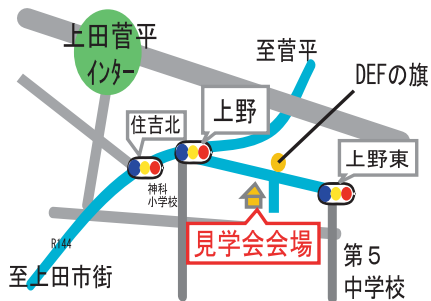 上田菅平
インター
至菅平
DEFの旗
住吉北
上野
上野東
神科
小学校
見学会会場
R144
第５
中学校
至上田市街